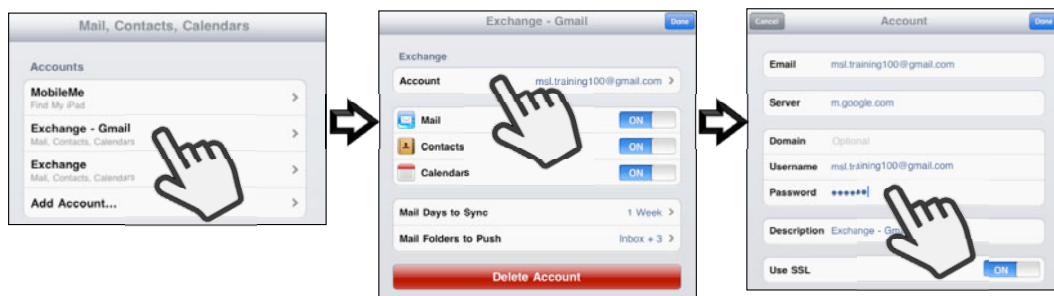 Mail, Contacts, Calendars
Accounts
MobileMe
Find My iPad
Exchange - Gmail
Mail, Contacts, Calendars
Exchange
Mail, Contacts, Calendars
Add Account...
Exchange - Gmail
Done
Exchange
Account msl.training100@gmail.com
Mail ON
Contacts ON
Calendars ON
Mail Days to Sync 1 Week
Mail Folders to Push Inbox + 3
Delete Account
Cancel
Account
Done
Email msl.training100@gmail.com
Server m.google.com
Domain Optional
Username msl.training100@gmail.com
Password ••••••
Description Exchange -
Use SSL ON